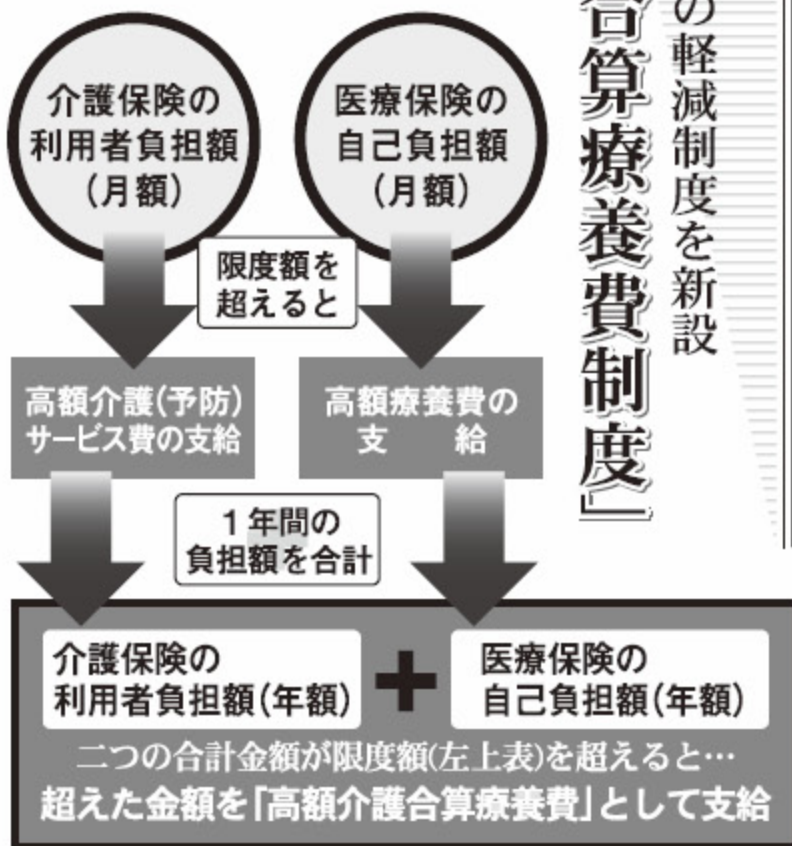 の軽減制度を新設
合算療養費制度」
介護保険の
利用者負担額
(月額)
医療保険の
自己負担額
(月額)
限度額を
超えると
高額介護(予防)
サービス費の支給
高額療養費の
支給
1年間の
負担額を合計
介護保険の
利用者負担額(年額)
+
医療保険の
自己負担額(年額)
二つの合計金額が限度額(左上表)を超えると…
超えた金額を「高額介護合算療養費」として支給